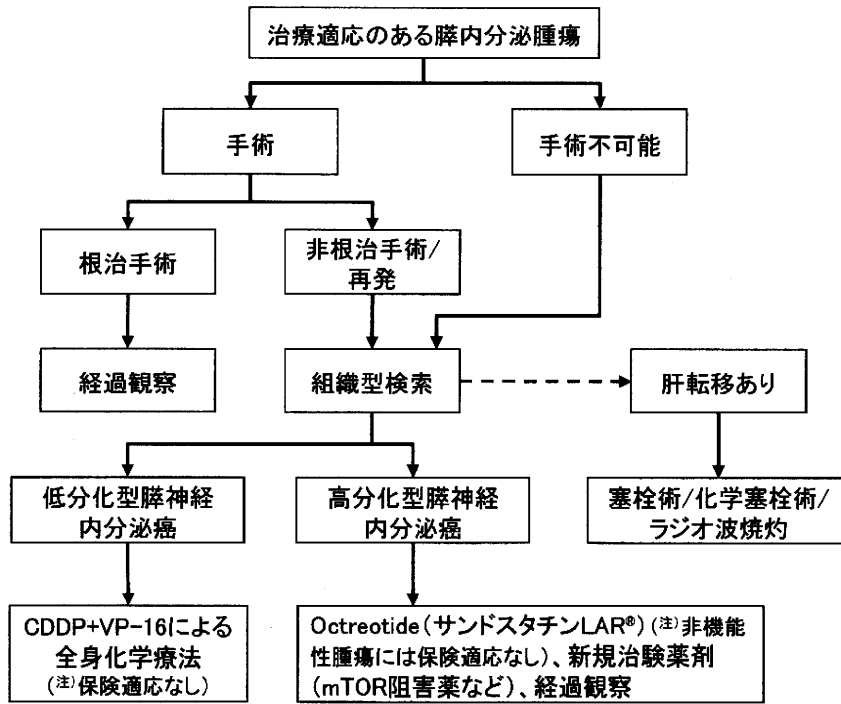 治療適応のある膵内分泌腫瘍
手術
手術不可能
根治手術
非根治手術/
再発
経過観察
組織型検索
肝転移あり
低分化型膵神経
内分泌癌
高分化型膵神経
内分泌癌
塞栓術/化学塞栓術/
ラジオ波焼灼
CDDP+VP-16による
全身化学療法
(注)保険適応なし)
Octreotide(サンドスタチンLAR®)(注)非機能
性腫瘍には保険適応なし)、新規治験薬剤
(mTOR阻害薬など)、経過観察